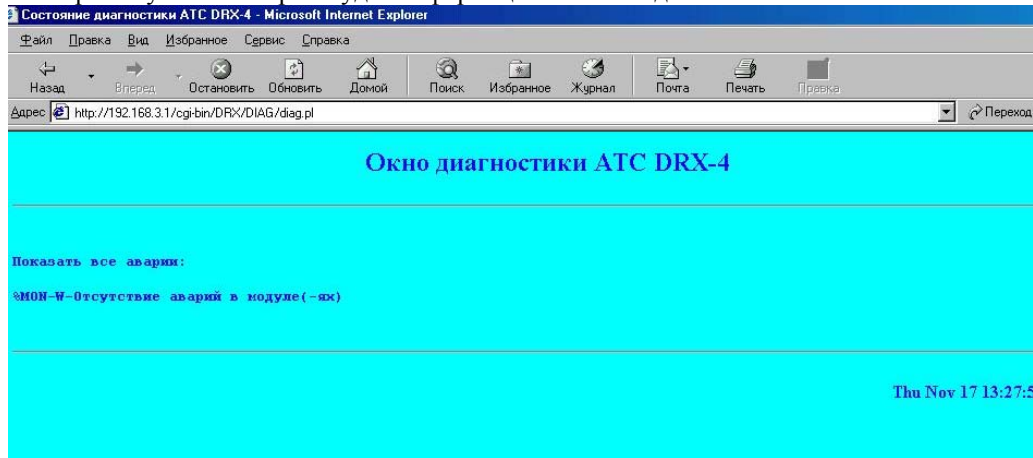 Состояние диагностики АТС DRX-4 - Microsoft Internet Explorer
Файл Правка Вид Избранное Сервис Справка
Назад Вперед Остановить Обновить Домой Поиск Избранное Журнал Почта Печать Правка
Адрес http://192.168.3.1/cgi-bin/DRX/DIAG/diag.pl Переход
Окно диагностики АТС DRX-4
Показать все аварии:
%MON-W-Отсутствие аварий в модуле(-ях)
Thu Nov 17 13:27:5